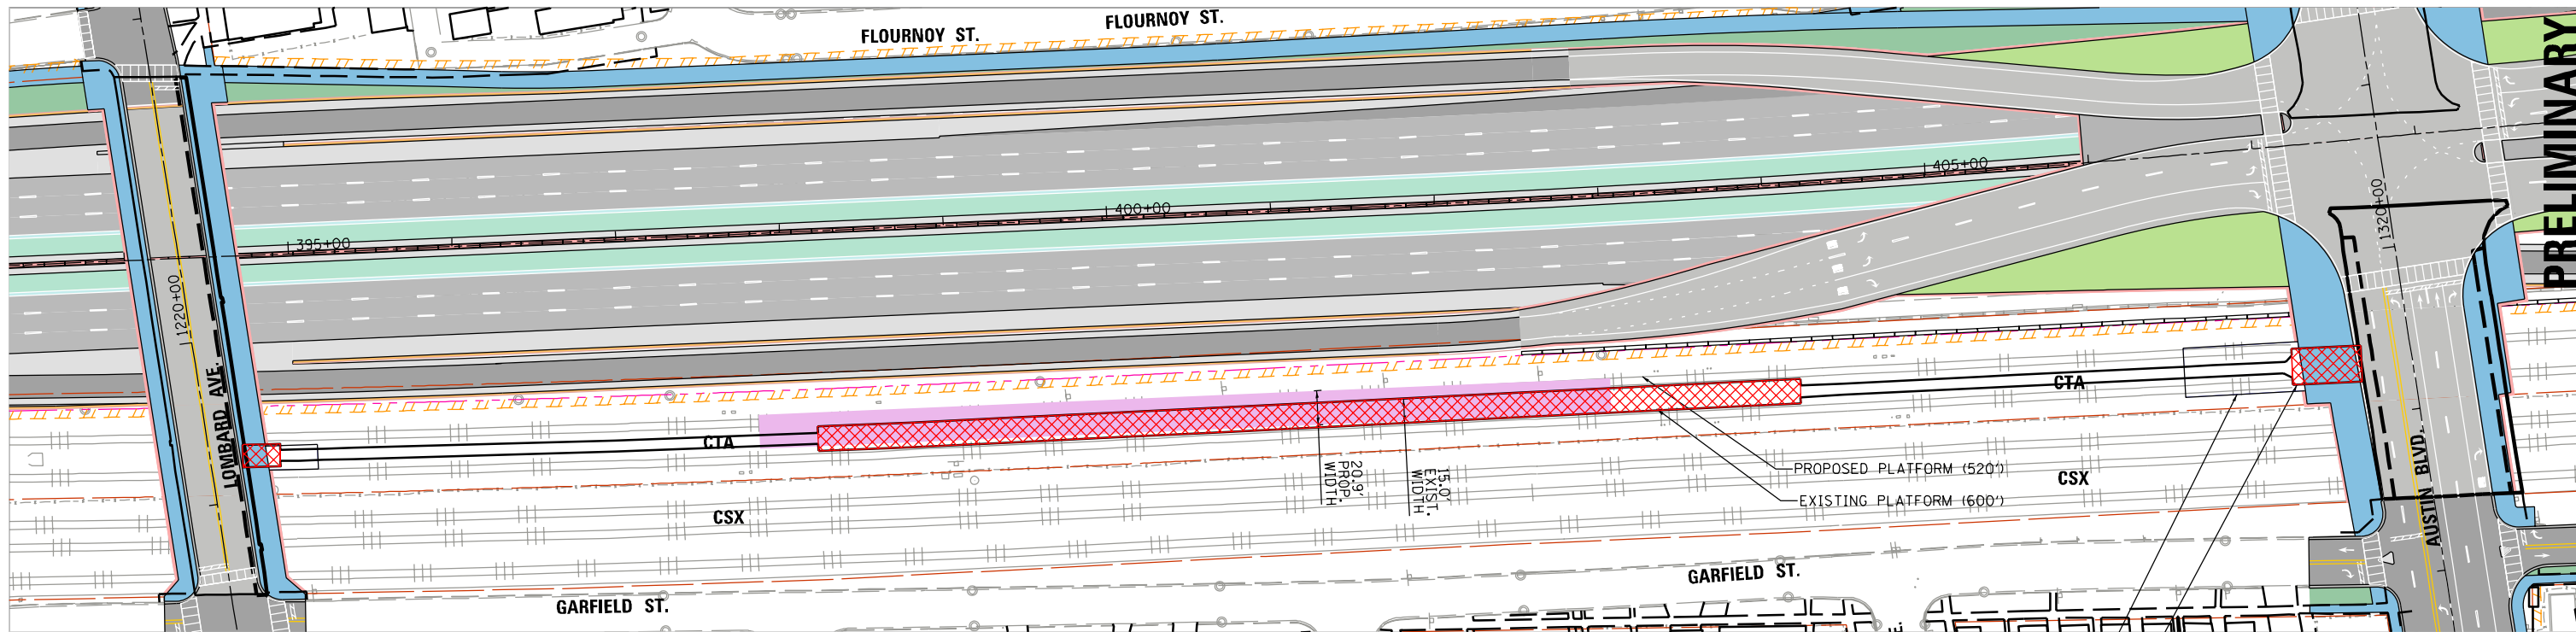 FLOURNOY ST.
FLOURNOY ST.
PRELIMINARY
405+00
400+00
395+00
1320+00
1220+00
LOMBARD AVE.
CTA
CTA
20.9'
PROP.
WIDTH
15.0'
EXIST.
WIDTH
PROPOSED PLATFORM (520')
EXISTING PLATFORM (600')
CSX
CSX
AUSTIN BLVD.
GARFIELD ST.
GARFIELD ST.